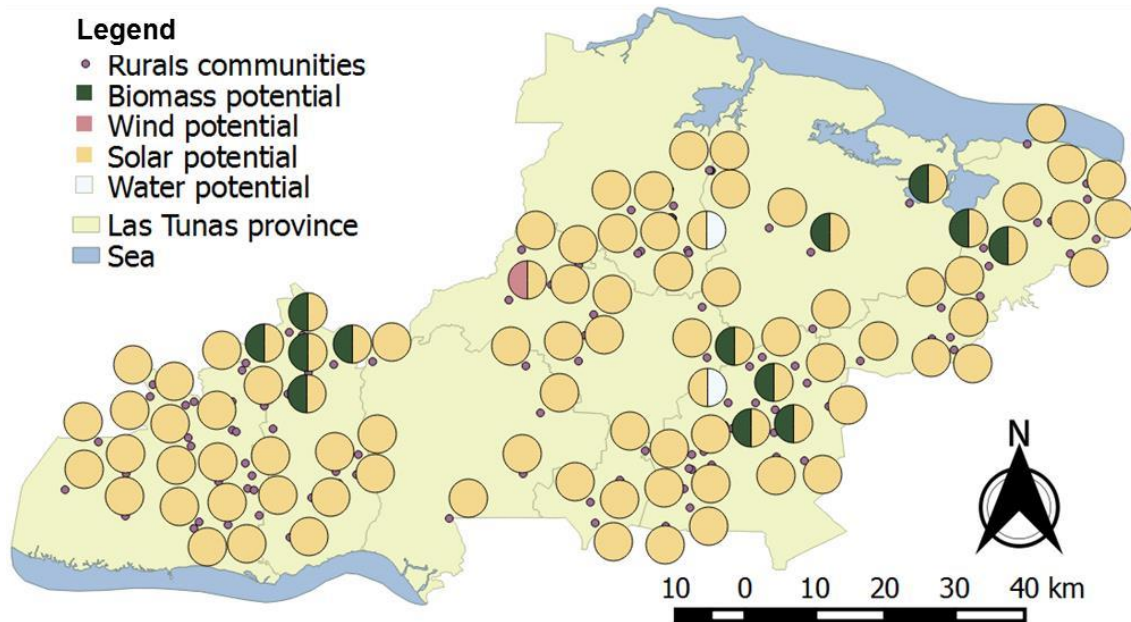 Legend
Rurals communities
Biomass potential
Wind potential
Solar potential
Water potential
Las Tunas province
Sea
N
10 0 10 20 30 40 km